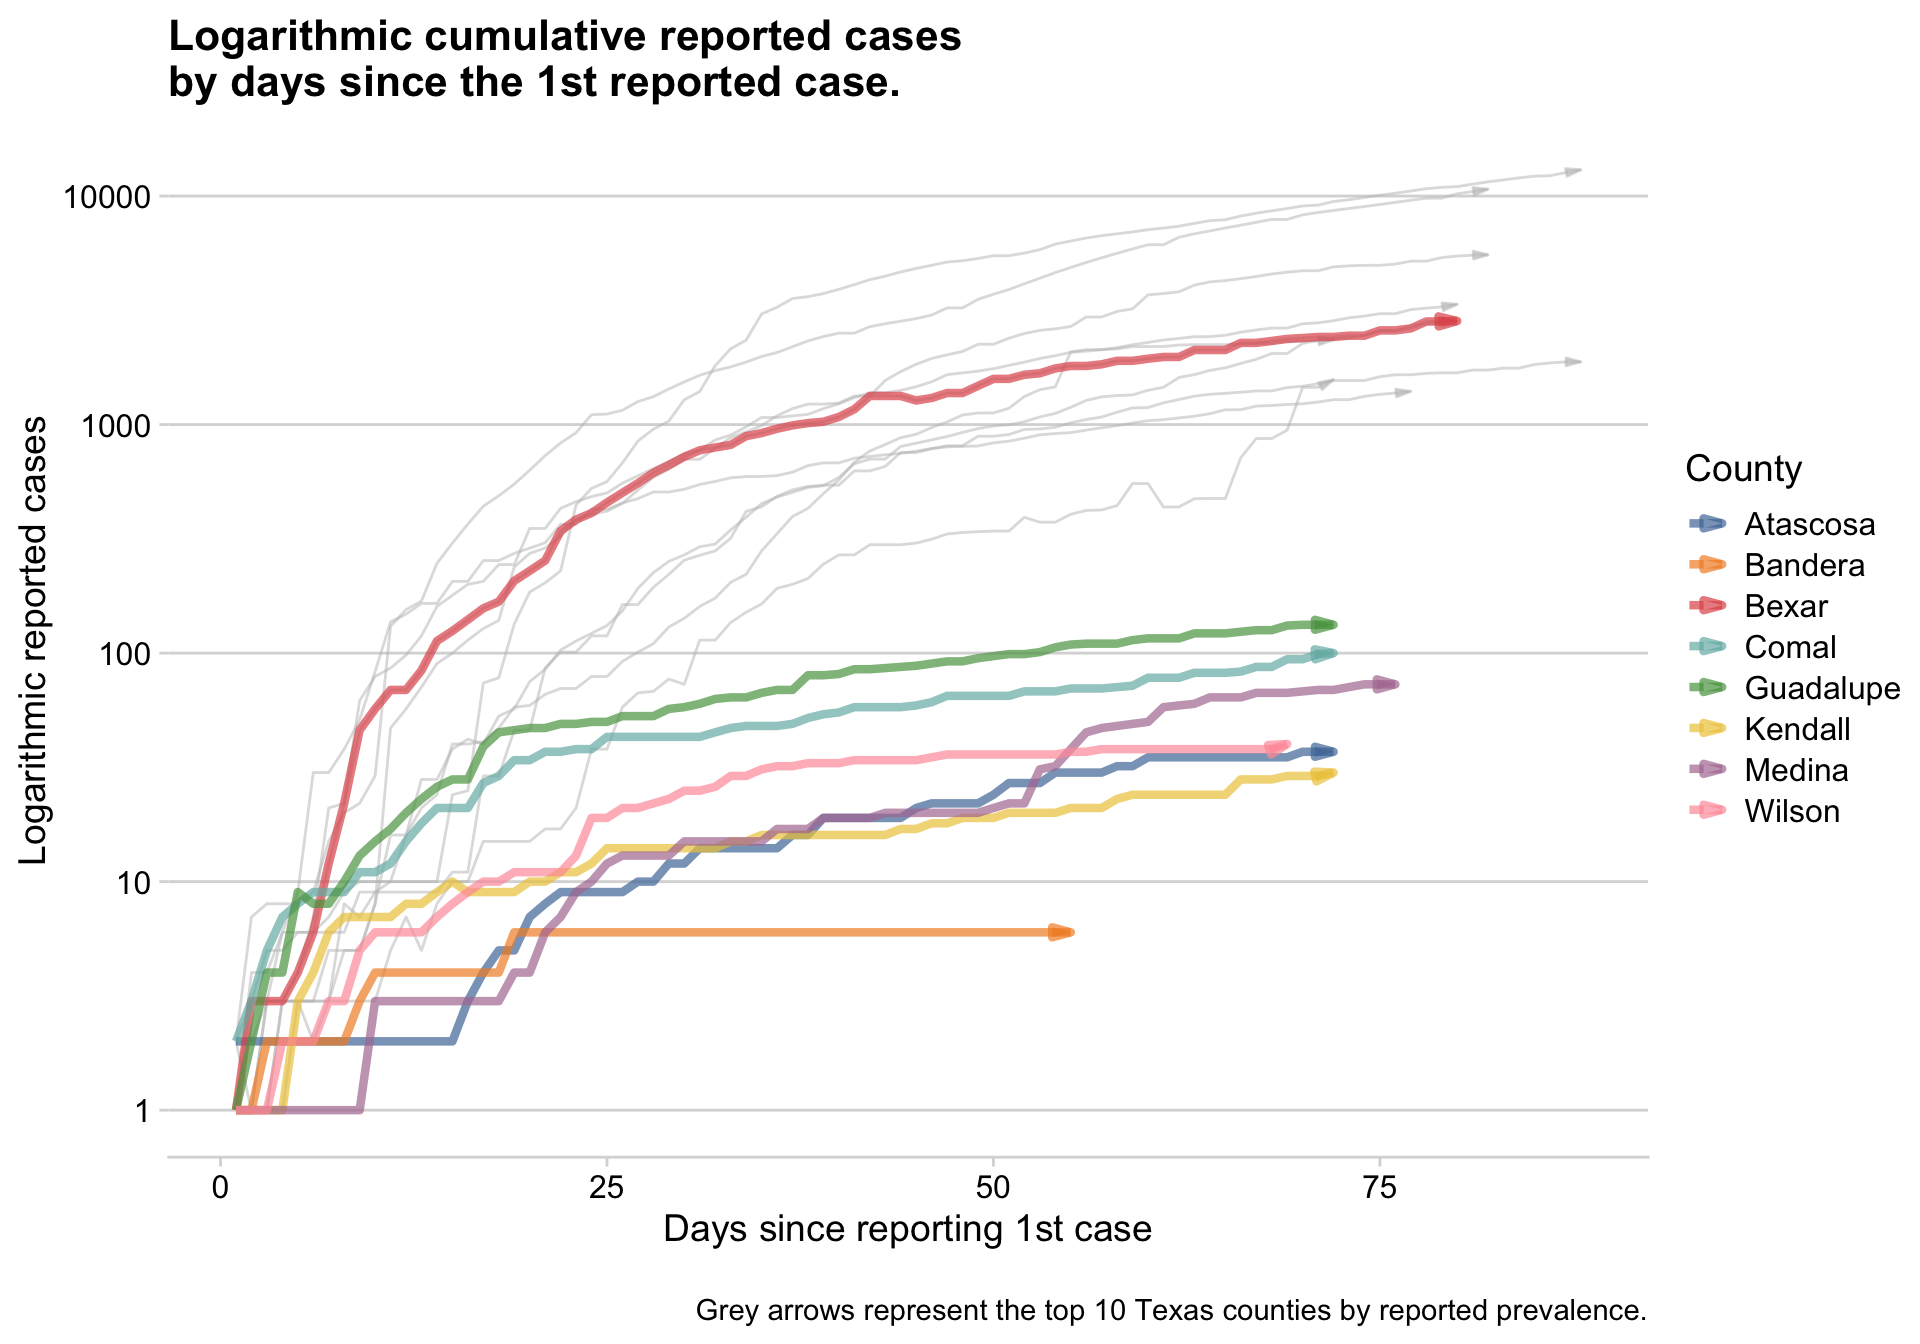 Logarithmic cumulative reported cases
by days since the 1st reported case.
Logarithmic reported cases
10000
1000
100
10
1
0
25
50
75
Days since reporting 1st case
County
Atascosa
Bandera
Bexar
Comal
Guadalupe
Kendall
Medina
Wilson
Grey arrows represent the top 10 Texas counties by reported prevalence.